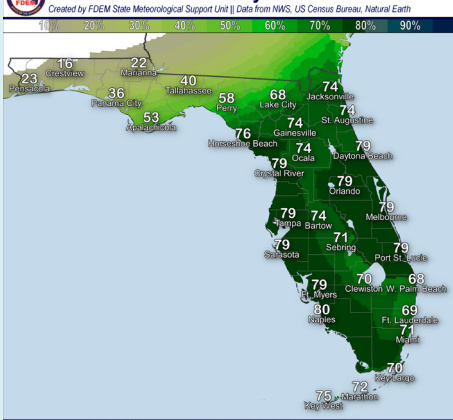 FDEM
Created by FDEM State Meteorological Support Unit || Data from NWS, US Census Bureau, Natural Earth
10% 20% 30% 40% 50% 60% 70% 80% 90%
16
Crestview
22
Marianna
23
Pensacola
36
Panama City
40
Tallahassee
53
Apalachicola
58
Perry
68
Lake City
74
Jacksonville
74
St. Augustine
74
Gainesville
76
Horseshoe Beach
74
Ocala
79
Daytona Beach
79
Crystal River
79
Orlando
79
Melbourne
79
Tampa
74
Bartow
71
Sebring
79
Sarasota
79
Port St. Lucie
79
Ft. Myers
70
Clewiston
68
W. Palm Beach
80
Naples
69
Ft. Lauderdale
71
Miami
70
Key Largo
72
Marathon
75
Key West